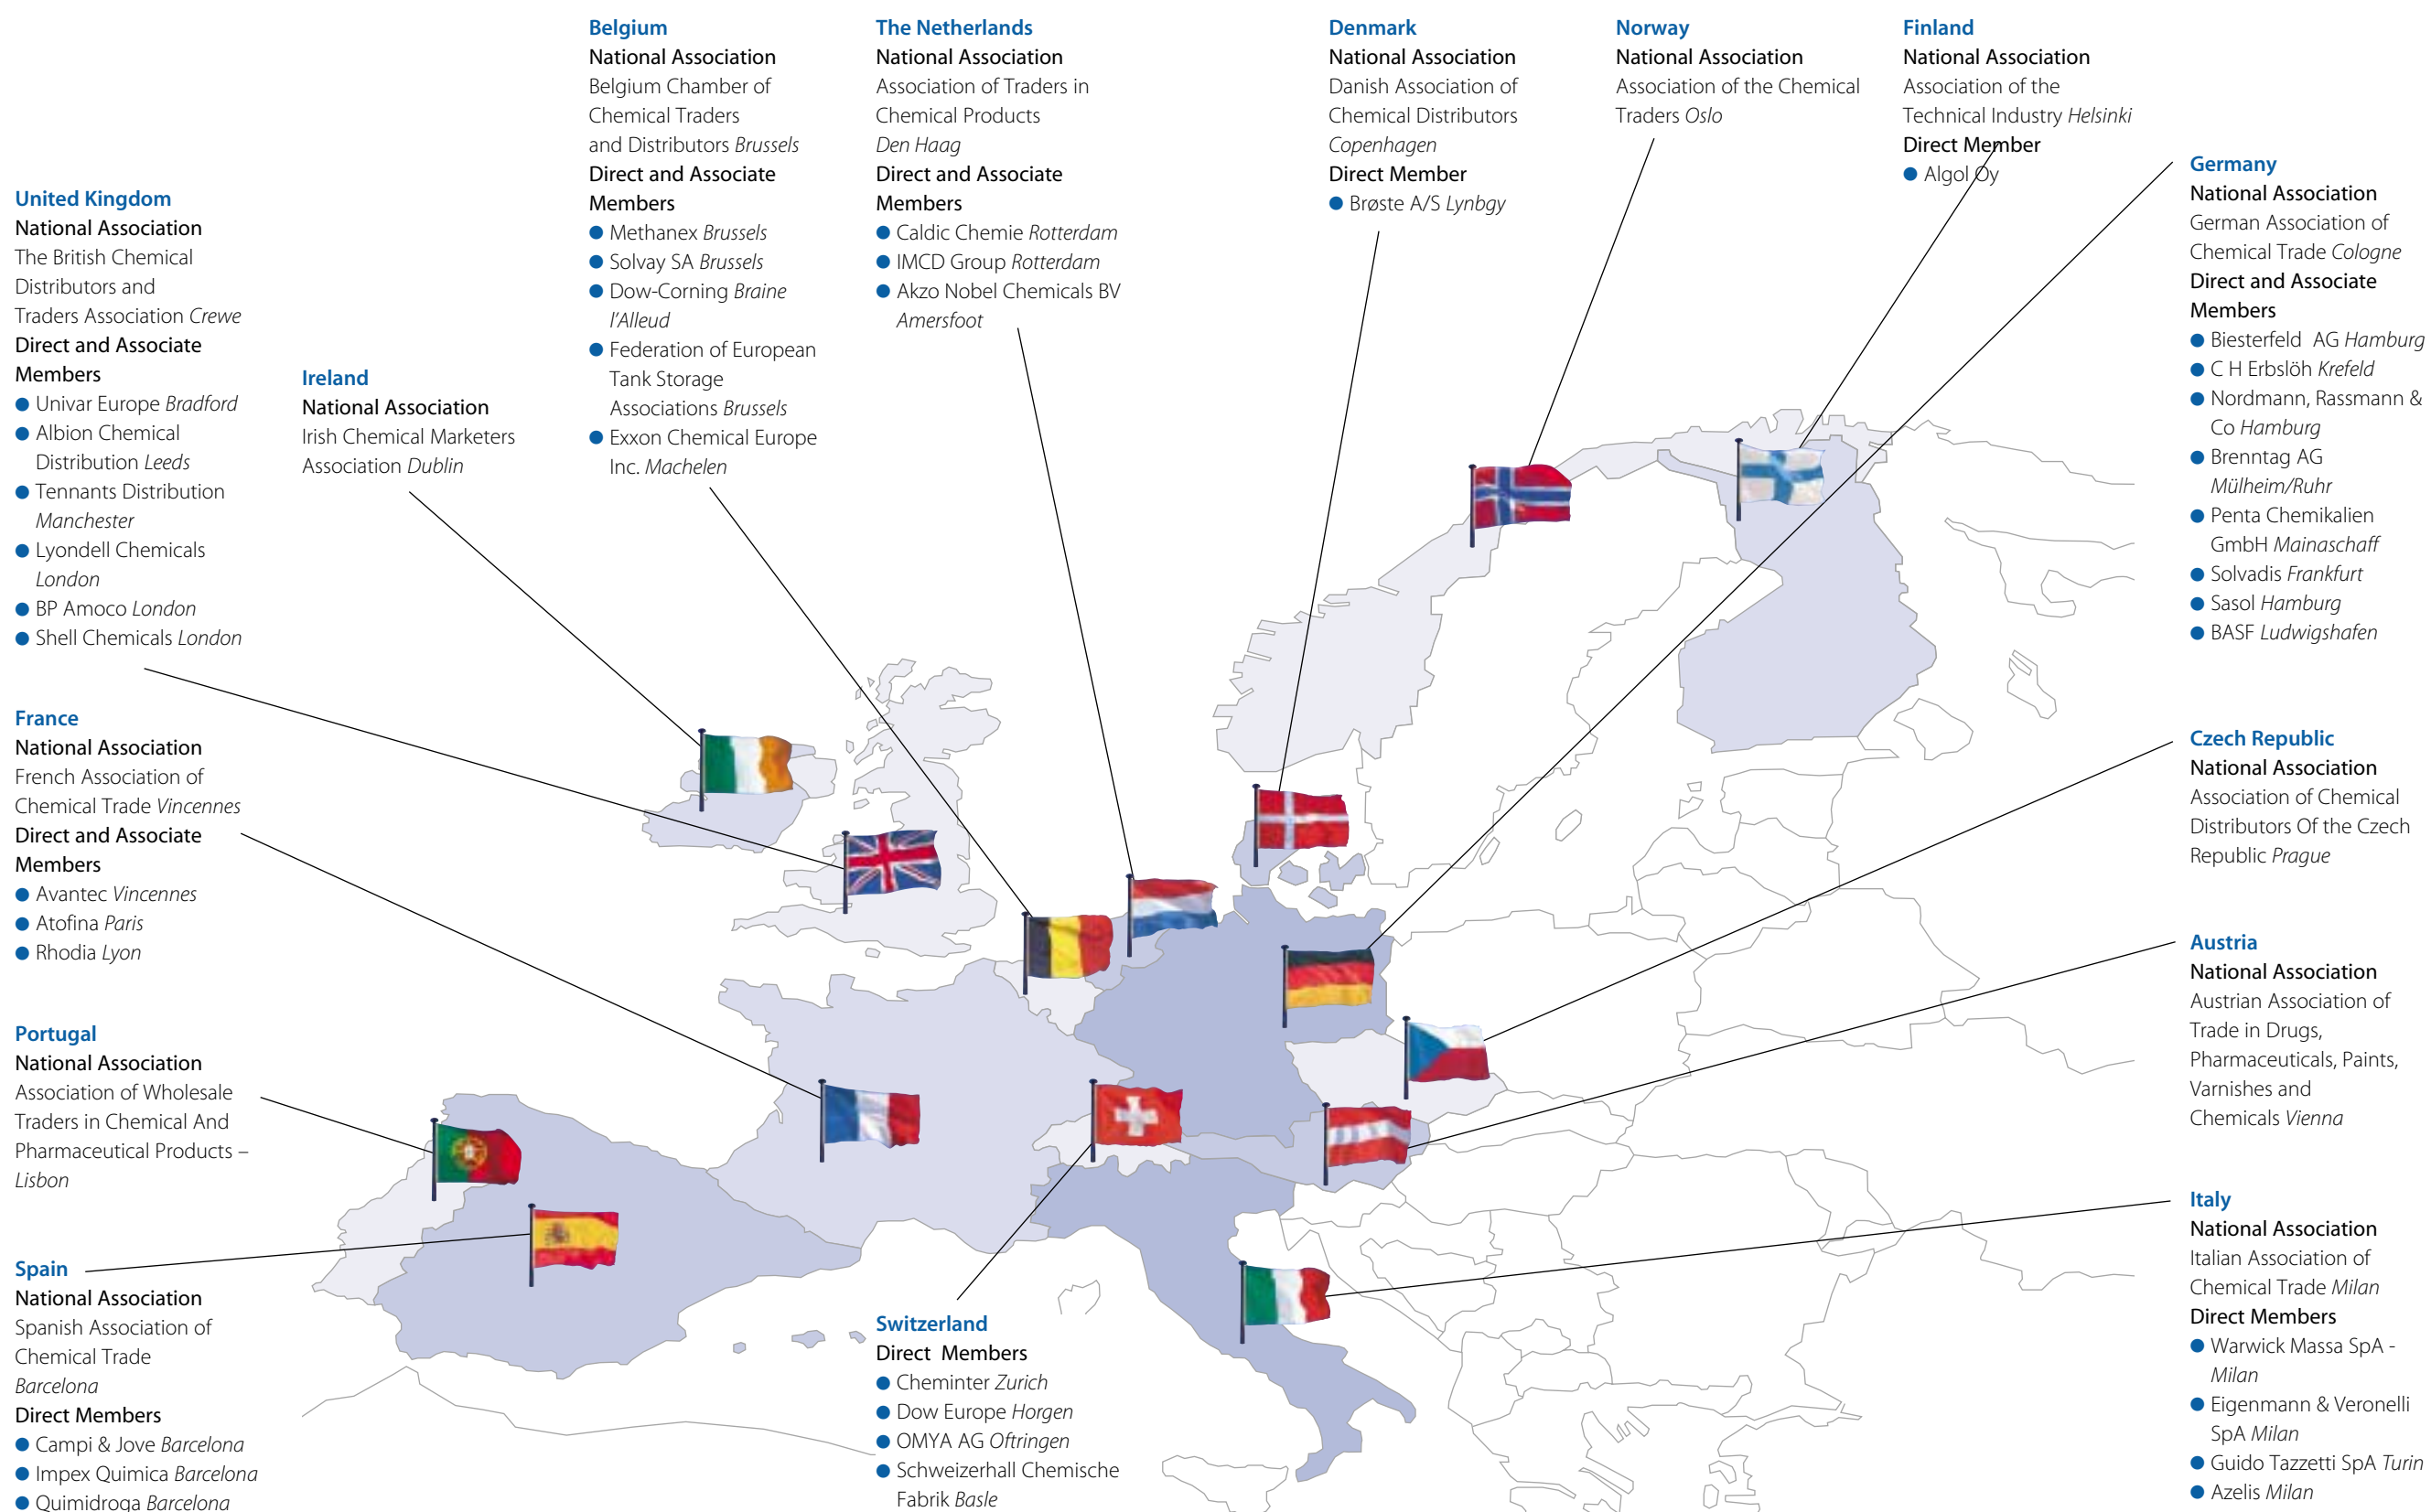 Belgium
National Association
Belgium Chamber of
Chemical Traders
and Distributors Brussels
Direct and Associate
Members
● Methanex Brussels
● Solvay SA Brussels
● Dow-Corning Braine
l'Alleud
● Federation of European
Tank Storage
Associations Brussels
● Exxon Chemical Europe
Inc. Machelen
The Netherlands
National Association
Association of Traders in
Chemical Products
Den Haag
Direct and Associate
Members
● Caldic Chemie Rotterdam
● IMCD Group Rotterdam
● Akzo Nobel Chemicals BV
Amersfoot
Denmark
National Association
Danish Association of
Chemical Distributors
Copenhagen
Direct Member
● Brøste A/S Lynbgy
Norway
National Association
Association of the Chemical
Traders Oslo
Finland
National Association
Association of the
Technical Industry Helsinki
Direct Member
● Algol Oy
Germany
National Association
German Association of
Chemical Trade Cologne
Direct and Associate
Members
● Biesterfeld AG Hamburg
● C H Erbslöh Krefeld
● Nordmann, Rassmann &
Co Hamburg
● Brenntag AG
Mülheim/Ruhr
● Penta Chemikalien
GmbH Mainaschaff
● Solvadis Frankfurt
● Sasol Hamburg
● BASF Ludwigshafen
United Kingdom
National Association
The British Chemical
Distributors and
Traders Association Crewe
Direct and Associate
Members
● Univar Europe Bradford
● Albion Chemical
Distribution Leeds
● Tennants Distribution
Manchester
● Lyondell Chemicals
London
● BP Amoco London
● Shell Chemicals London
Ireland
National Association
Irish Chemical Marketers
Association Dublin
France
National Association
French Association of
Chemical Trade Vincennes
Direct and Associate
Members
● Avantec Vincennes
● Atofina Paris
● Rhodia Lyon
Czech Republic
National Association
Association of Chemical
Distributors Of the Czech
Republic Prague
Austria
National Association
Austrian Association of
Trade in Drugs,
Pharmaceuticals, Paints,
Varnishes and
Chemicals Vienna
Portugal
National Association
Association of Wholesale
Traders in Chemical And
Pharmaceutical Products –
Lisbon
Spain
National Association
Spanish Association of
Chemical Trade
Barcelona
Direct Members
● Campi & Jove Barcelona
● Impex Quimica Barcelona
● Quimidroga Barcelona
Switzerland
Direct Members
● Cheminter Zurich
● Dow Europe Horgen
● OMYA AG Oftringen
● Schweizerhall Chemische
Fabrik Basle
Italy
National Association
Italian Association of
Chemical Trade Milan
Direct Members
● Warwick Massa SpA -
Milan
● Eigenmann & Veronelli
SpA Milan
● Guido Tazzetti SpA Turin
● Azelis Milan